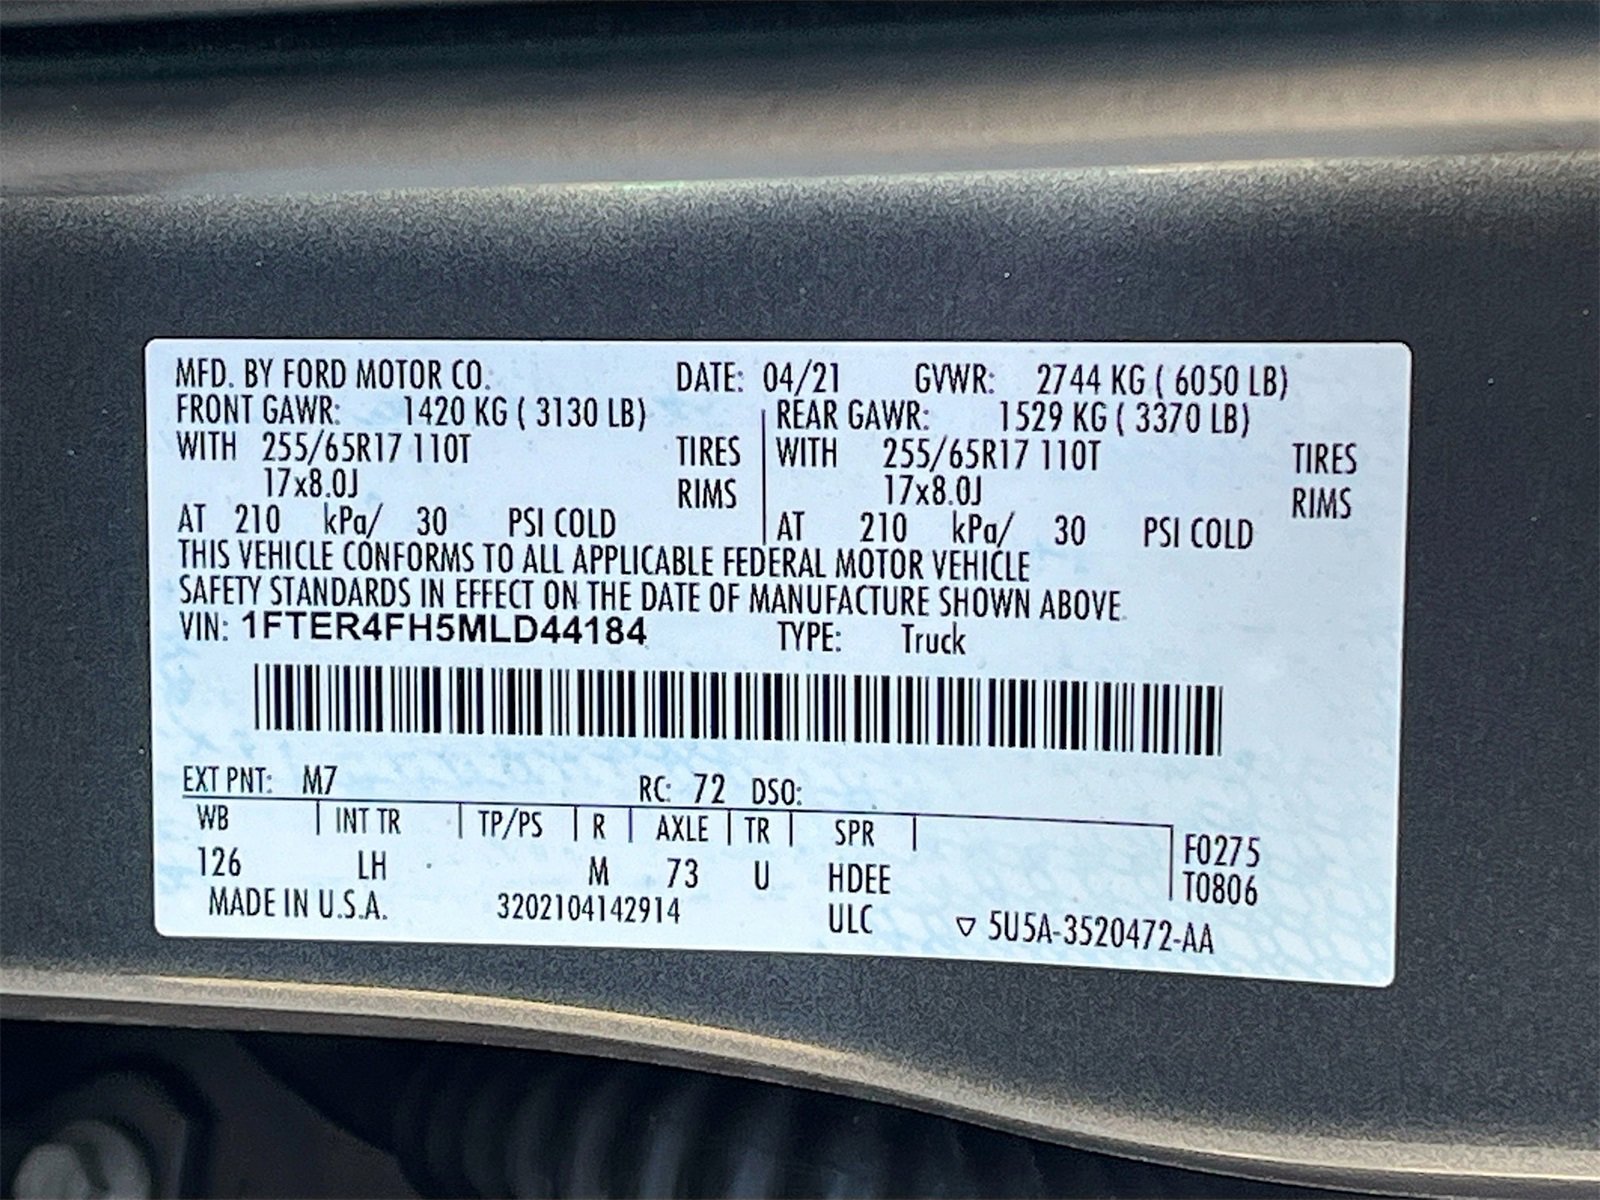 MFD. BY FORD MOTOR CO. DATE: 04/21 GVWR: 2744 KG ( 6050 LB)
FRONT GAWR: 1420 KG ( 3130 LB) REAR GAWR: 1529 KG ( 3370 LB)
WITH 255/65R17 110T TIRES WITH 255/65R17 110T TIRES
17x8.0J RIMS 17x8.0J RIMS
AT 210 kPa/ 30 PSI COLD AT 210 kPa/ 30 PSI COLD
THIS VEHICLE CONFORMS TO ALL APPLICABLE FEDERAL MOTOR VEHICLE
SAFETY STANDARDS IN EFFECT ON THE DATE OF MANUFACTURE SHOWN ABOVE.
VIN: 1FTER4FH5MLD44184 TYPE: Truck
EXT PNT: M7 RC: 72 DSO:
WB INT TR TP/PS R AXLE TR SPR F0275
126 LH M 73 U HDEE T0806
MADE IN U.S.A. 3202104142914 ULC ▽ 5U5A-3520472-AA